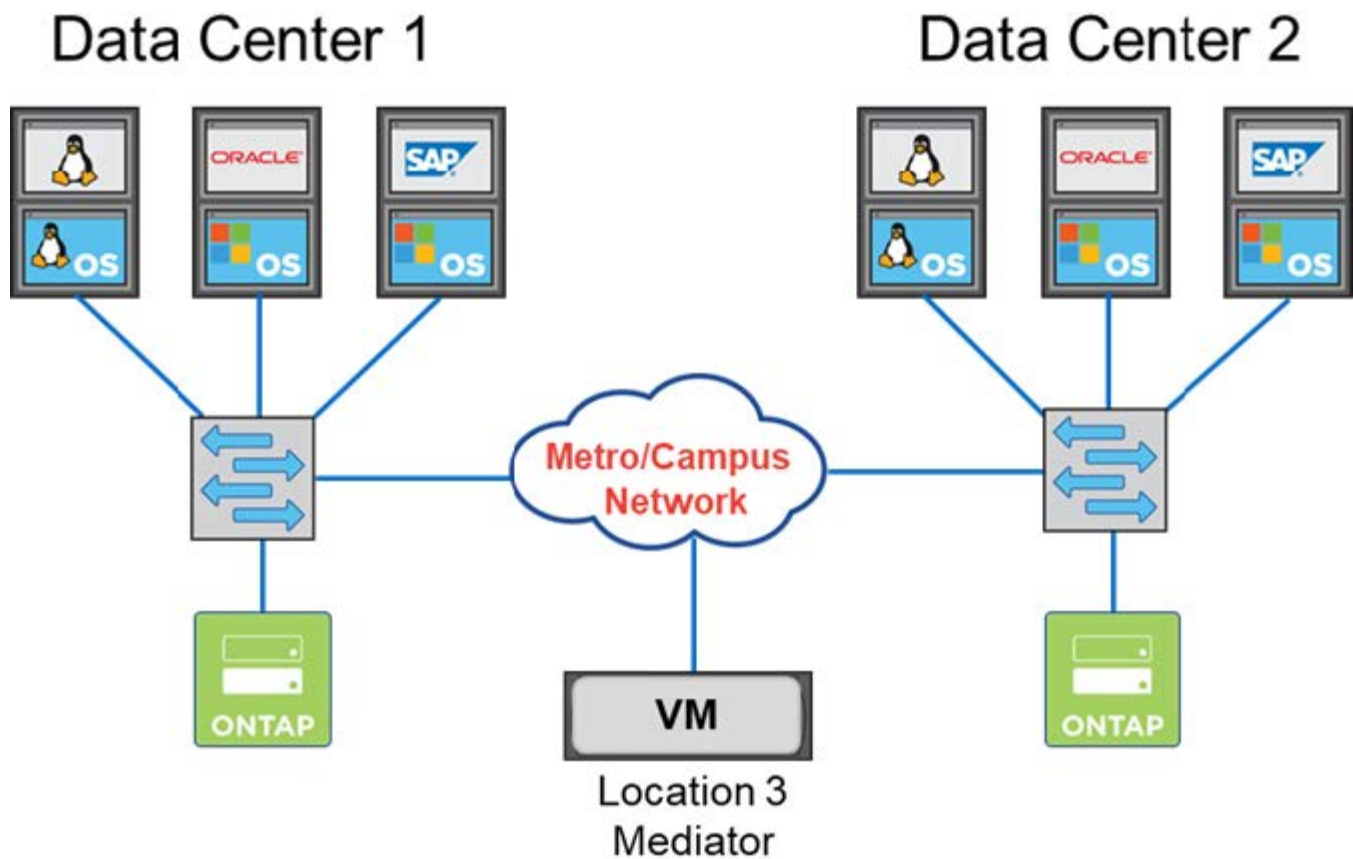 Data Center 1
Data Center 2
ORACLE
SAP
ORACLE
SAP
OS
OS
OS
OS
OS
OS
Metro/Campus
Network
ONTAP
ONTAP
VM
Location 3
Mediator